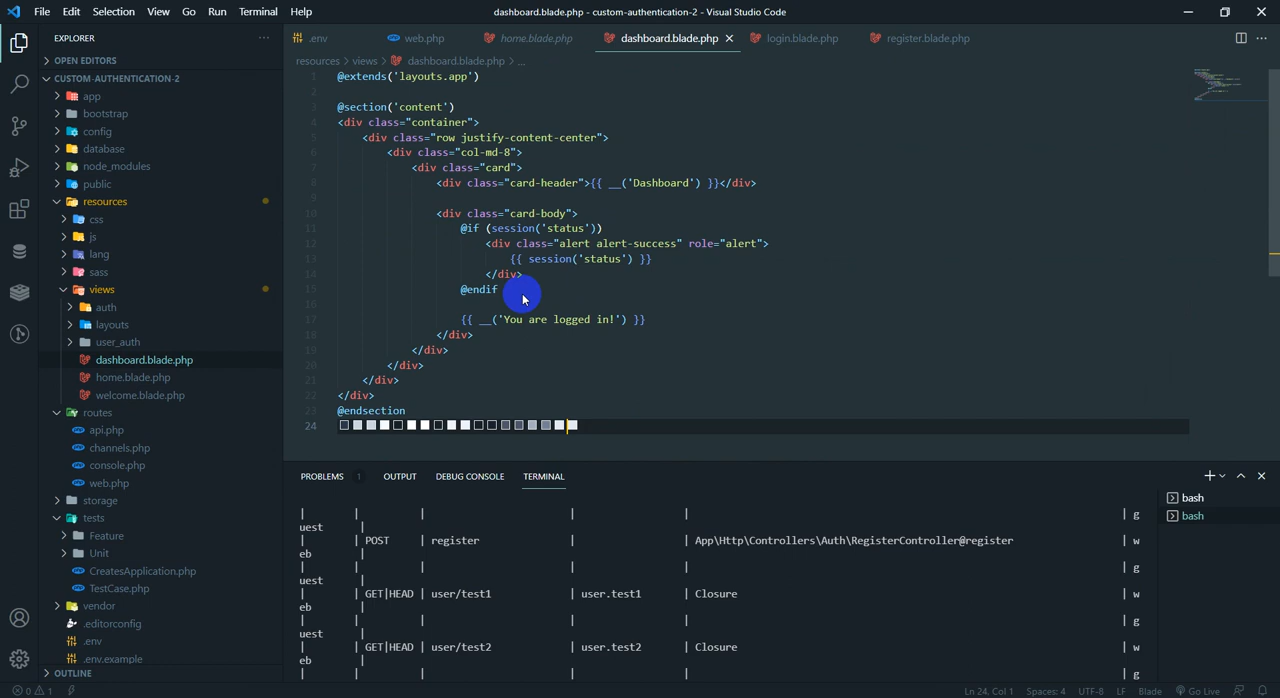 File Edit Selection View Go Run Terminal Help
dashboard.blade.php - custom-authentication-2 - Visual Studio Code
EXPLORER
.env
web.php
home.blade.php
dashboard.blade.php
login.blade.php
register.blade.php
OPEN EDITORS
CUSTOM-AUTHENTICATION-2
app
bootstrap
config
database
node_modules
public
resources
css
js
lang
sass
views
auth
layouts
user_auth
dashboard.blade.php
home.blade.php
welcome.blade.php
routes
api.php
channels.php
console.php
web.php
storage
tests
Feature
Unit
CreatesApplication.php
TestCase.php
vendor
.editorconfig
.env
.env.example
OUTLINE
resources > views > dashboard.blade.php > ...
1 @extends('layouts.app')
2
3 @section('content')
4 <div class="container">
5 <div class="row justify-content-center">
6 <div class="col-md-8">
7 <div class="card">
8 <div class="card-header">{{ __('Dashboard') }}</div>
9
10 <div class="card-body">
11 @if (session('status'))
12 <div class="alert alert-success" role="alert">
13 {{ session('status') }}
14 </div>
15 @endif
16
17 {{ __('You are logged in!') }}
18 </div>
19 </div>
20 </div>
21 </div>
22 </div>
23 @endsection
24
PROBLEMS 1 OUTPUT DEBUG CONSOLE TERMINAL
bash
bash
| | | | | | g
uest |
| | POST | register | | App\Http\Controllers\Auth\RegisterController@register | w
eb |
| | | | | | g
uest |
| | GET|HEAD | user/test1 | user.test1 | Closure | w
eb |
| | | | | | g
uest |
| | GET|HEAD | user/test2 | user.test2 | Closure | w
eb |
| | | | | | g
0 1
Ln 24, Col 1 Spaces: 4 UTF-8 LF Blade Go Live